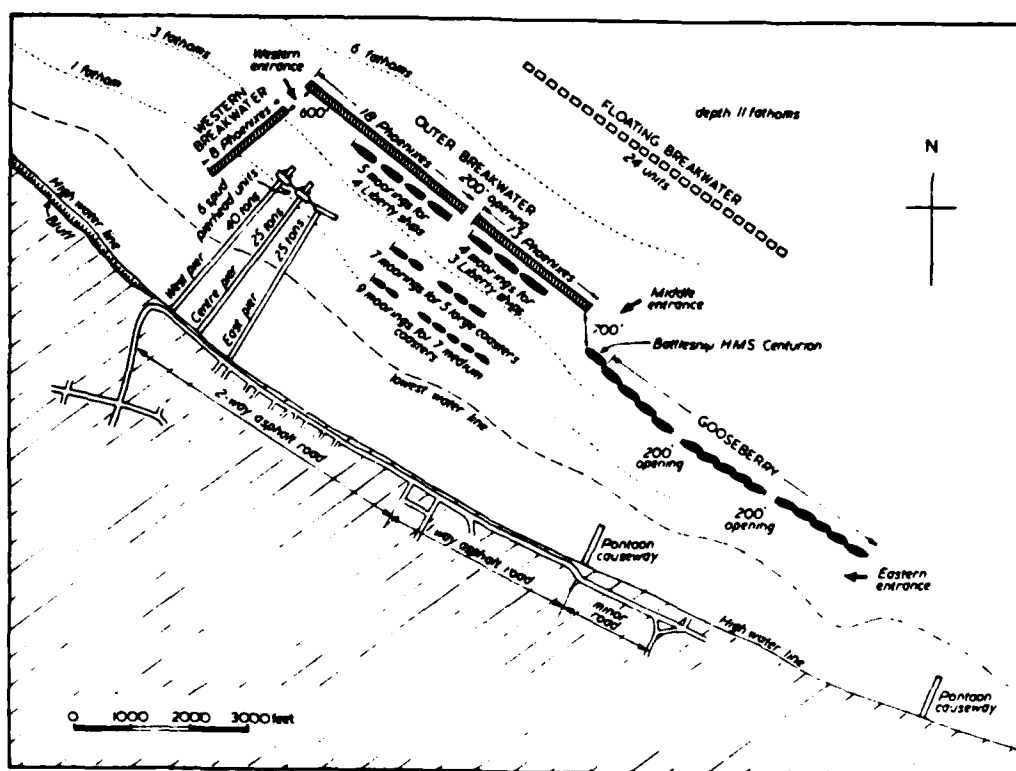 3 fathoms
1 fathom
Western
entrance
6 fathoms
WESTERN
BREAKWATER
8 Phoenixes
600'
18 Phoenixes
OUTER BREAKWATER
200' opening
13 Phoenixes
FLOATING BREAKWATER
24 units
depth 11 fathoms
N
High water line
Bluff
6 spud
pierhead units
40 tons
West pier
25 tons
Centre pier
25 tons
East pier
5 moorings for
4 Liberty ships
4 moorings for
3 Liberty ships
7 moorings for 5 large coasters
9 moorings for 7 medium
coasters
Middle
entrance
700'
Battleship HMS Centurion
GOOSEBERRY
200'
opening
200'
opening
Eastern
entrance
lowest water line
2-way asphalt road
1 way asphalt road
minor
road
Pontoon
causeway
High water line
Pontoon
causeway
0 1000 2000 3000 feet